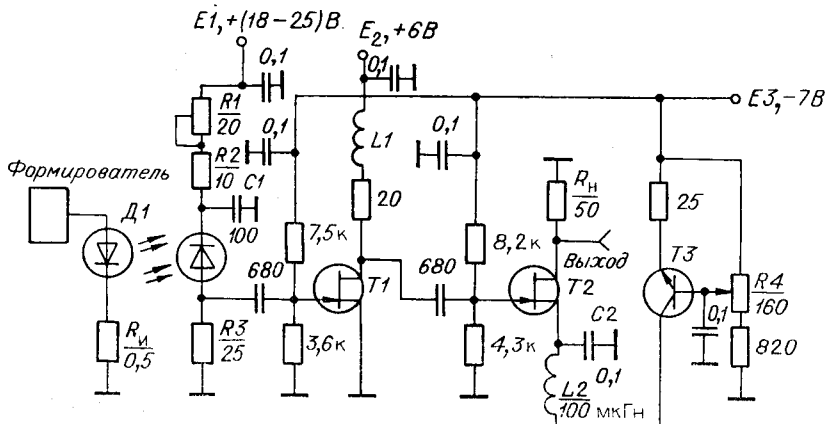 E1,+(18-25)В
E2,+6В
0,1
0,1
R1
20
0,1
0,1
E3,-7В
R2
10
L1
Формирователь
C1
20
Rн
50
25
Д1
100
7,5к
8,2к
Выход
T3
680
T1
680
T2
R4
160
C2
0,1
Rи
0,5
R3
25
3,6к
4,3к
0,1
820
L2
100 мкГн